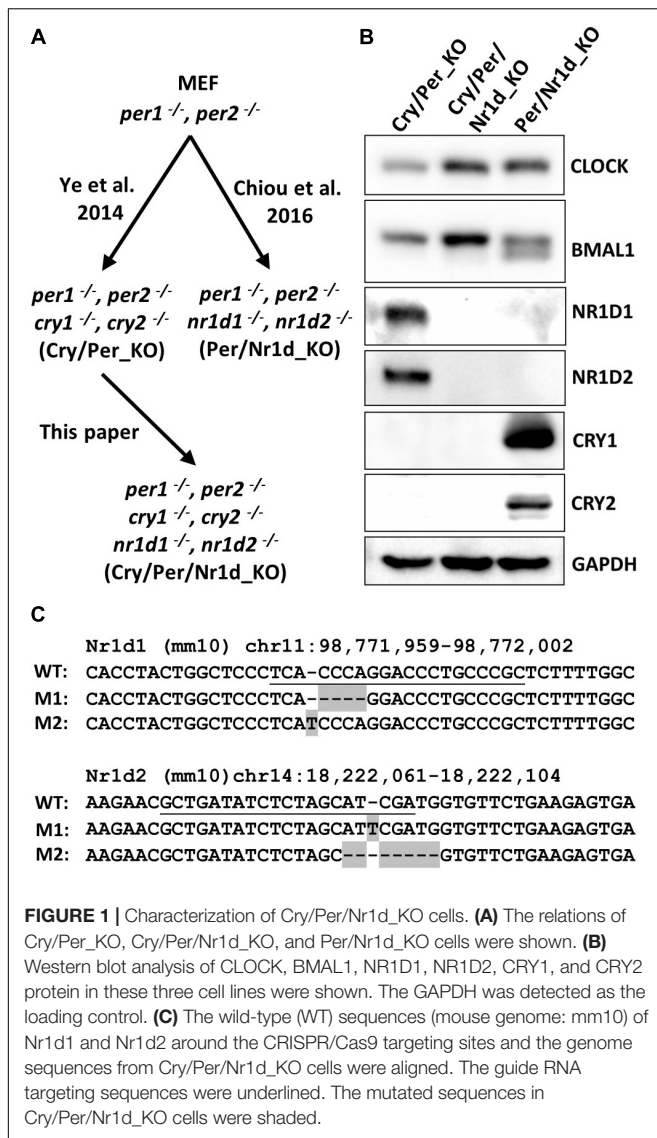 A
MEF
per1 -/-, per2 -/-
Ye et al.
2014
Chiou et al.
2016
per1 -/-, per2 -/-
cry1 -/-, cry2 -/-
(Cry/Per_KO)
per1 -/-, per2 -/-
nr1d1 -/-, nr1d2 -/-
(Per/Nr1d_KO)
This paper
per1 -/-, per2 -/-
cry1 -/-, cry2 -/-
nr1d1 -/-, nr1d2 -/-
(Cry/Per/Nr1d_KO)
B
Cry/Per_KO
Cry/Per/
Nr1d_KO
Per/Nr1d_KO
CLOCK
BMAL1
NR1D1
NR1D2
CRY1
CRY2
GAPDH
C
Nr1d1 (mm10) chr11:98,771,959-98,772,002
WT: CACCTACTGGCTCCCTCA-CCCAGGACCCTGCCCGCTCTTTTGGC
M1: CACCTACTGGCTCCCTCA-----GGACCCTGCCCGCTCTTTTGGC
M2: CACCTACTGGCTCCCTCATCCCAGGACCCTGCCCGCTCTTTTGGC
Nr1d2 (mm10)chr14:18,222,061-18,222,104
WT: AAGAACGCTGATATCTCTAGCAT-CGATGGTGTTCTGAAGAGTGA
M1: AAGAACGCTGATATCTCTAGCATTCGATGGTGTTCTGAAGAGTGA
M2: AAGAACGCTGATATCTCTAGC--------GTGTTCTGAAGAGTGA
FIGURE 1 | Characterization of Cry/Per/Nr1d_KO cells. (A) The relations of
Cry/Per_KO, Cry/Per/Nr1d_KO, and Per/Nr1d_KO cells were shown. (B)
Western blot analysis of CLOCK, BMAL1, NR1D1, NR1D2, CRY1, and CRY2
protein in these three cell lines were shown. The GAPDH was detected as the
loading control. (C) The wild-type (WT) sequences (mouse genome: mm10) of
Nr1d1 and Nr1d2 around the CRISPR/Cas9 targeting sites and the genome
sequences from Cry/Per/Nr1d_KO cells were aligned. The guide RNA
targeting sequences were underlined. The mutated sequences in
Cry/Per/Nr1d_KO cells were shaded.